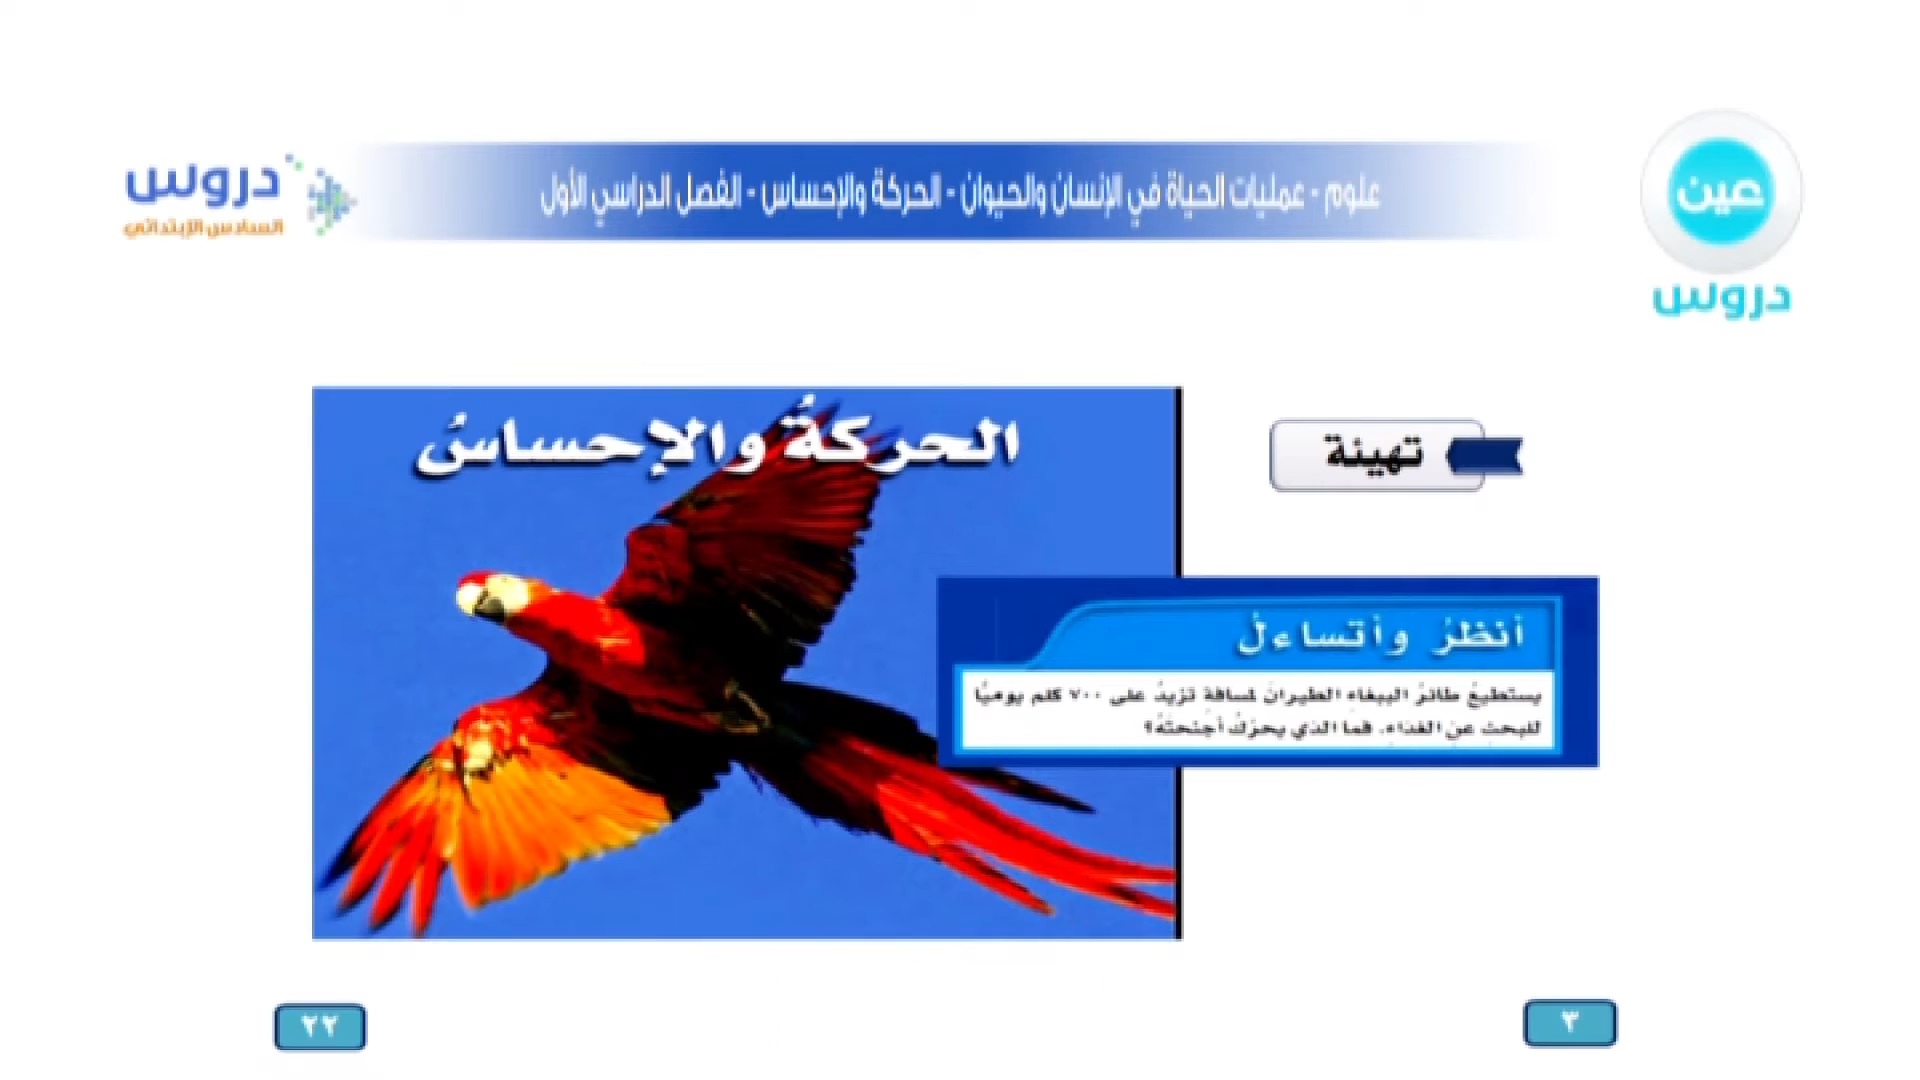 علوم - عمليات الحياة في الإنسان والحيوان - الحركة والإحساس - الفصل الدراسي الأول
عين
دروس
دروس
السادس الإبتدائي
تهيئة
الحركةُ والإحساسُ
أنظرُ وأتساءلُ
يستطيعُ طائرُ الببغاءِ الطيرانَ لمسافةٍ تزيدُ على ٧٠٠ كلم يوميًّا
للبحثِ عنِ الغذاءِ. فما الذي يحرِّكُ أجنحتَهُ؟
٣
٢٢